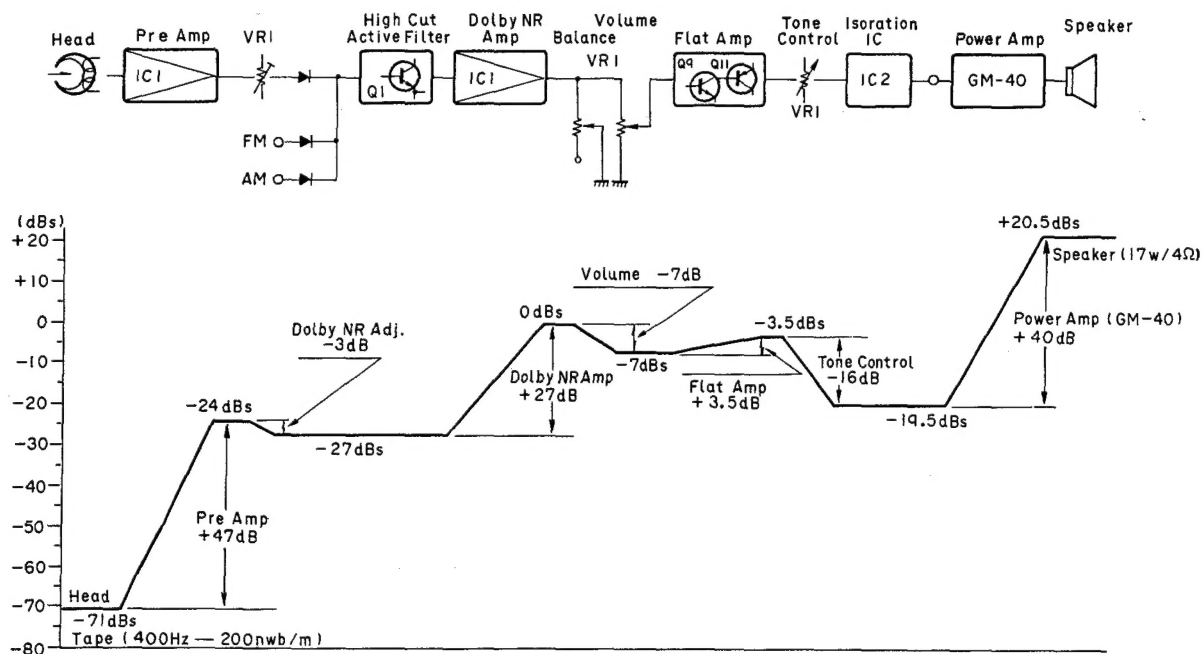 Head
Pre Amp
VR1
High Cut
Active Filter
Dolby NR
Amp
Balance
Volume
VR1
Flat Amp
Tone
Control
Isoration
IC
Power Amp
Speaker
IC1
Q1
IC1
Q9 Q11
VR1
IC2
GM-40
FM
AM
(dBs)
+20
+10
0
-10
-20
-30
-40
-50
-60
-70
-80
Head
-71dBs
Tape (400Hz — 200nwb/m)
Pre Amp
+47dB
-24dBs
Dolby NR Adj.
-3dB
-27dBs
0dBs
Dolby NR Amp
+27dB
Volume -7dB
-7dBs
Flat Amp
+3.5dB
-3.5dBs
Tone Control
-16dB
-19.5dBs
+20.5dBs
Speaker (17w/4Ω)
Power Amp (GM-40)
+40dB